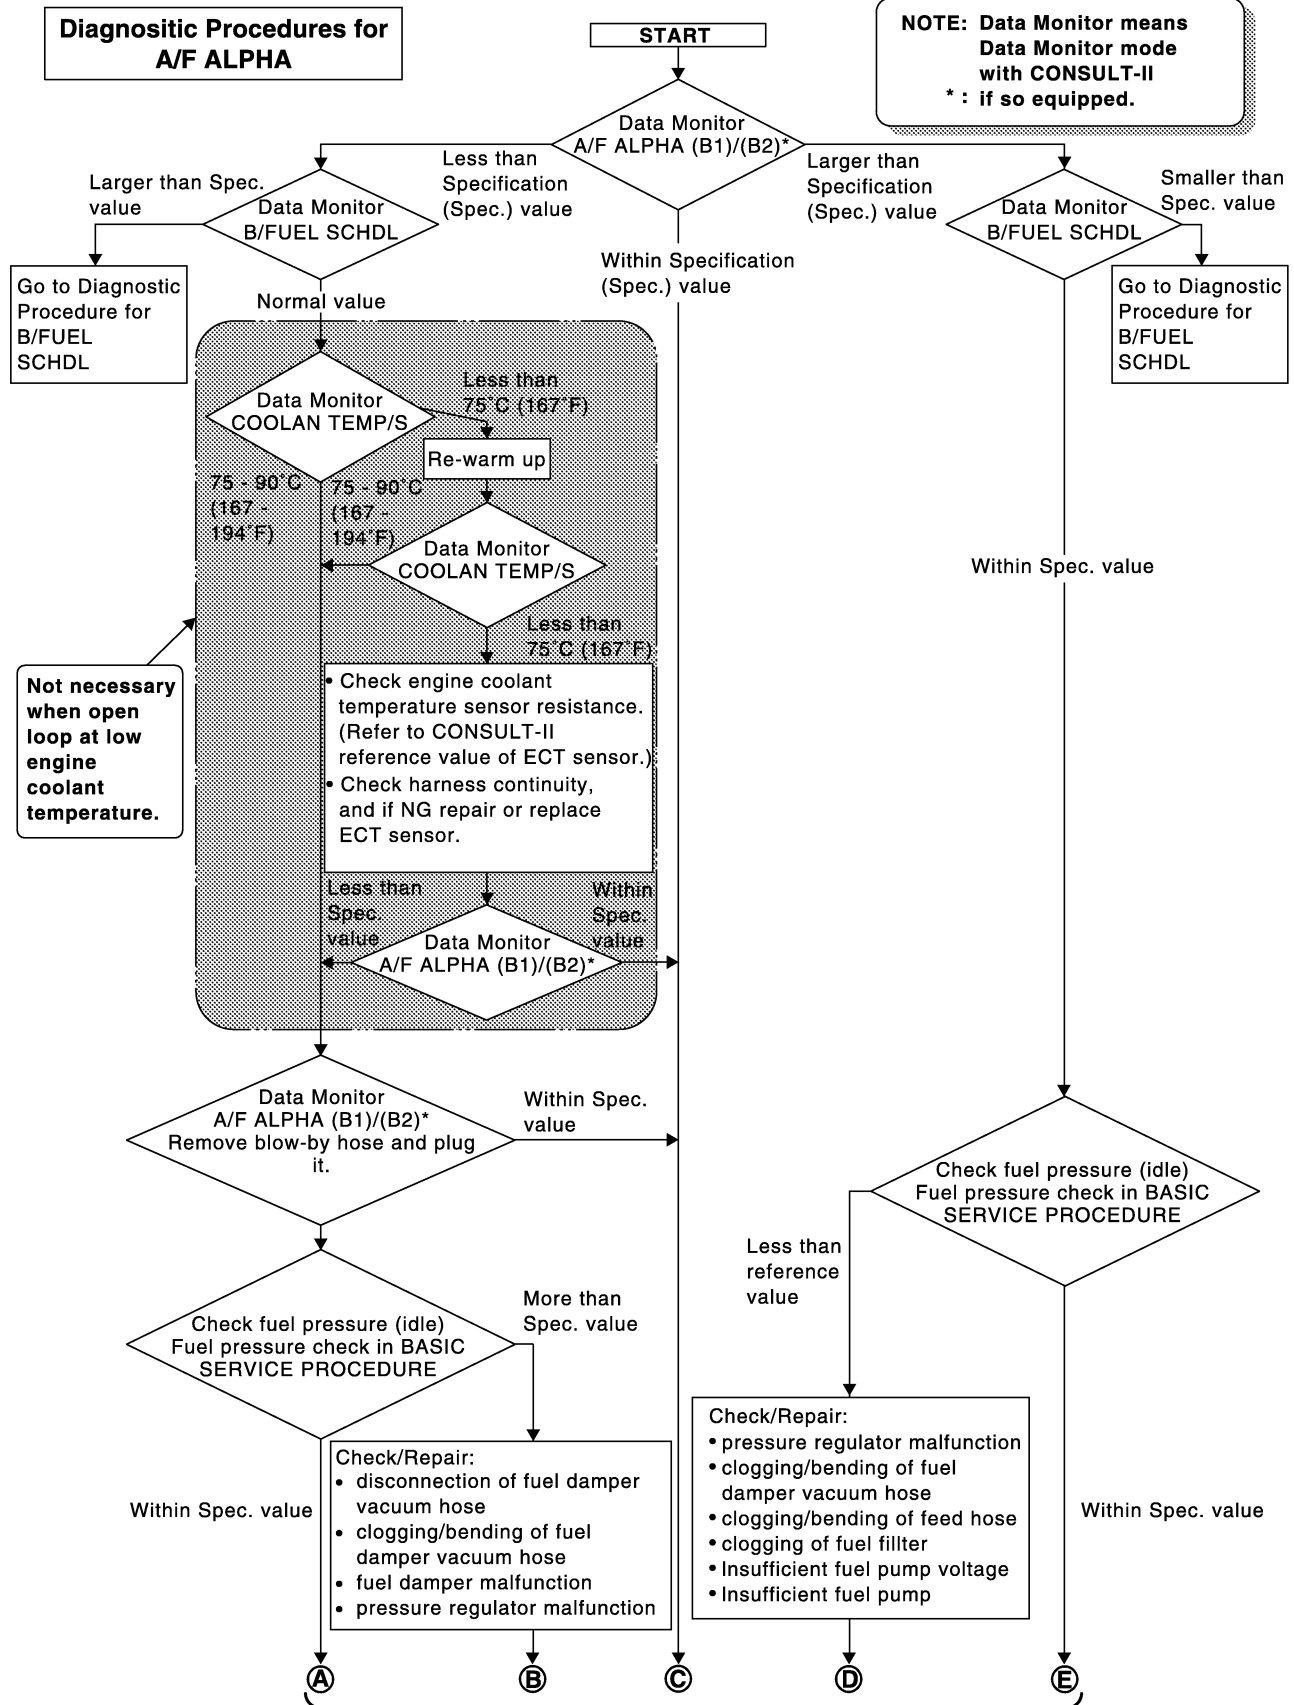 Diagnositic Procedures for
A/F ALPHA
START
NOTE: Data Monitor means
Data Monitor mode
with CONSULT-II
* : if so equipped.
Data Monitor
A/F ALPHA (B1)/(B2)*
Less than
Specification
(Spec.) value
Larger than
Specification
(Spec.) value
Within Specification
(Spec.) value
Larger than Spec.
value
Data Monitor
B/FUEL SCHDL
Go to Diagnostic
Procedure for
B/FUEL
SCHDL
Normal value
Data Monitor
B/FUEL SCHDL
Smaller than
Spec. value
Go to Diagnostic
Procedure for
B/FUEL
SCHDL
Data Monitor
COOLAN TEMP/S
Less than
75˚C (167˚F)
Re-warm up
75 - 90˚C
(167 -
194˚F)
75 - 90˚C
(167 -
194˚F)
Data Monitor
COOLAN TEMP/S
Less than
75˚C (167˚F)
Within Spec. value
Not necessary
when open
loop at low
engine
coolant
temperature.
• Check engine coolant
temperature sensor resistance.
(Refer to CONSULT-II
reference value of ECT sensor.)
• Check harness continuity,
and if NG repair or replace
ECT sensor.
Less than
Spec.
value
Within
Spec.
value
Data Monitor
A/F ALPHA (B1)/(B2)*
Data Monitor
A/F ALPHA (B1)/(B2)*
Remove blow-by hose and plug
it.
Within Spec.
value
Check fuel pressure (idle)
Fuel pressure check in BASIC
SERVICE PROCEDURE
Less than
reference
value
Check fuel pressure (idle)
Fuel pressure check in BASIC
SERVICE PROCEDURE
More than
Spec. value
Within Spec. value
Check/Repair:
• disconnection of fuel damper
vacuum hose
• clogging/bending of fuel
damper vacuum hose
• fuel damper malfunction
• pressure regulator malfunction
Check/Repair:
• pressure regulator malfunction
• clogging/bending of fuel
damper vacuum hose
• clogging/bending of feed hose
• clogging of fuel fillter
• Insufficient fuel pump voltage
• Insufficient fuel pump
Within Spec. value
A B C D E